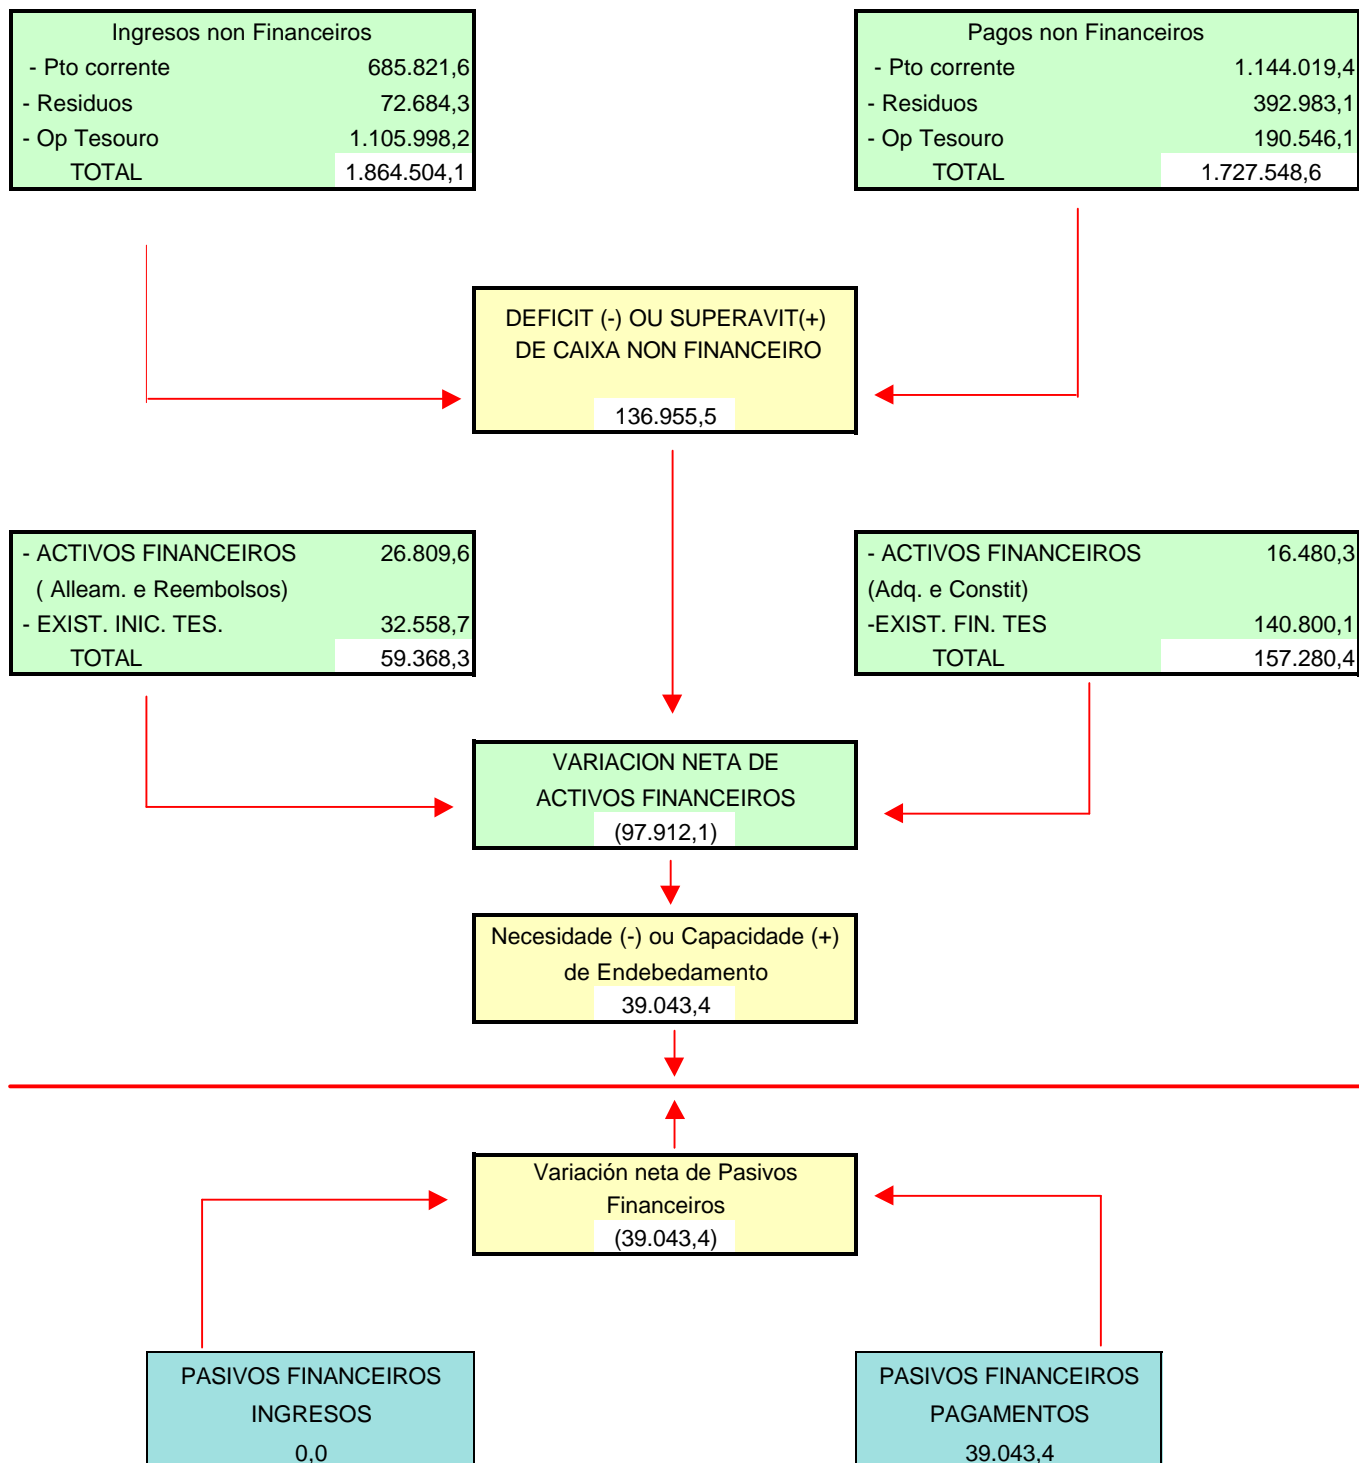 Ingresos non Financeiros
- Pto corrente 685.821,6
- Residuos 72.684,3
- Op Tesouro 1.105.998,2
TOTAL 1.864.504,1
Pagos non Financeiros
- Pto corrente 1.144.019,4
- Residuos 392.983,1
- Op Tesouro 190.546,1
TOTAL 1.727.548,6
DEFICIT (-) OU SUPERAVIT(+)
DE CAIXA NON FINANCEIRO
136.955,5
- ACTIVOS FINANCEIROS 26.809,6
( Alleam. e Reembolsos)
- EXIST. INIC. TES. 32.558,7
TOTAL 59.368,3
- ACTIVOS FINANCEIROS 16.480,3
(Adq. e Constit)
-EXIST. FIN. TES 140.800,1
TOTAL 157.280,4
VARIACION NETA DE
ACTIVOS FINANCEIROS
(97.912,1)
Necesidade (-) ou Capacidade (+)
de Endebedamento
39.043,4
Variación neta de Pasivos
Financeiros
(39.043,4)
PASIVOS FINANCEIROS
INGRESOS
0,0
PASIVOS FINANCEIROS
PAGAMENTOS
39.043,4